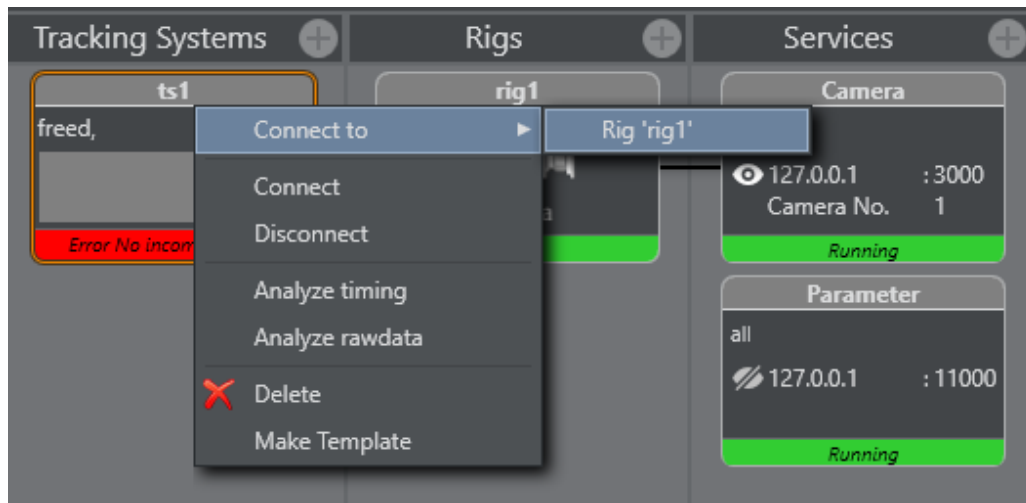 Tracking Systems
Rigs
Services
ts1
rig1
Camera
freed,
Connect to
Rig 'rig1'
Connect
Disconnect
Analyze timing
Analyze rawdata
Delete
Make Template
Error No
127.0.0.1 : 3000
Camera No. 1
Running
Parameter
all
127.0.0.1 : 11000
Running